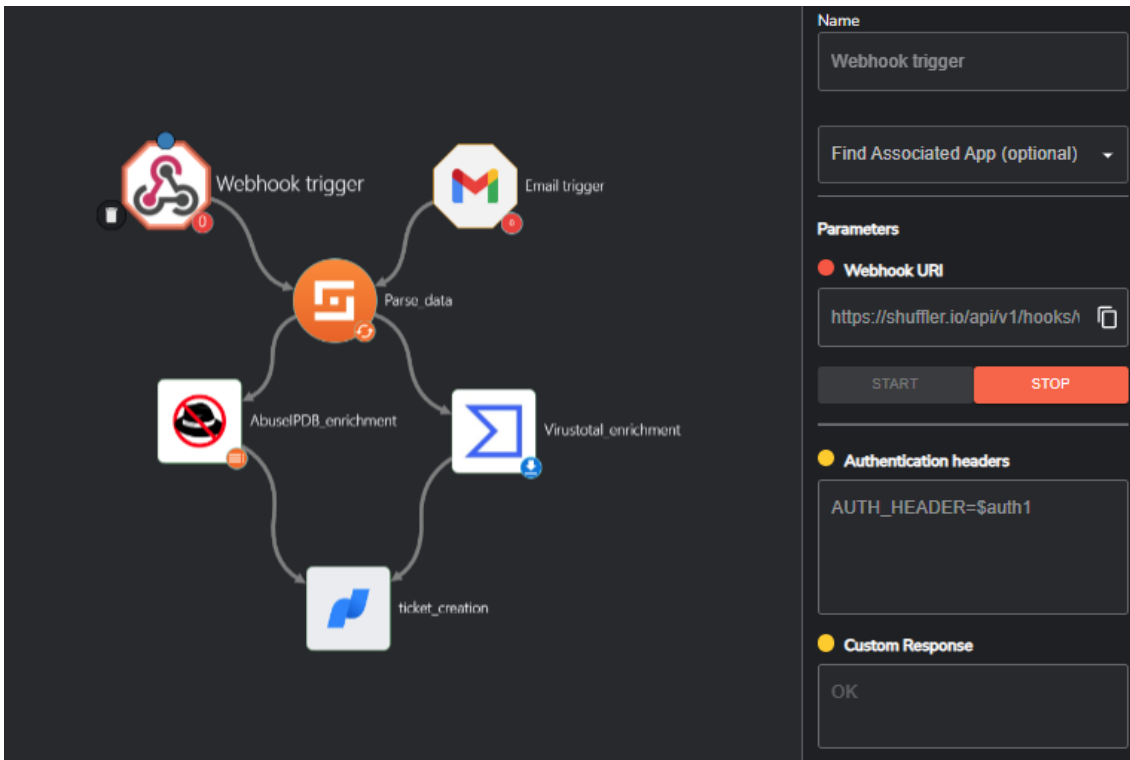 Webhook trigger
Email trigger
Parse_data
AbuseIPDB_enrichment
Virustotal_enrichment
ticket_creation
Name
Webhook trigger
Find Associated App (optional)
Parameters
Webhook URI
https://shuffler.io/api/v1/hooks/
START
STOP
Authentication headers
AUTH_HEADER=$auth1
Custom Response
OK